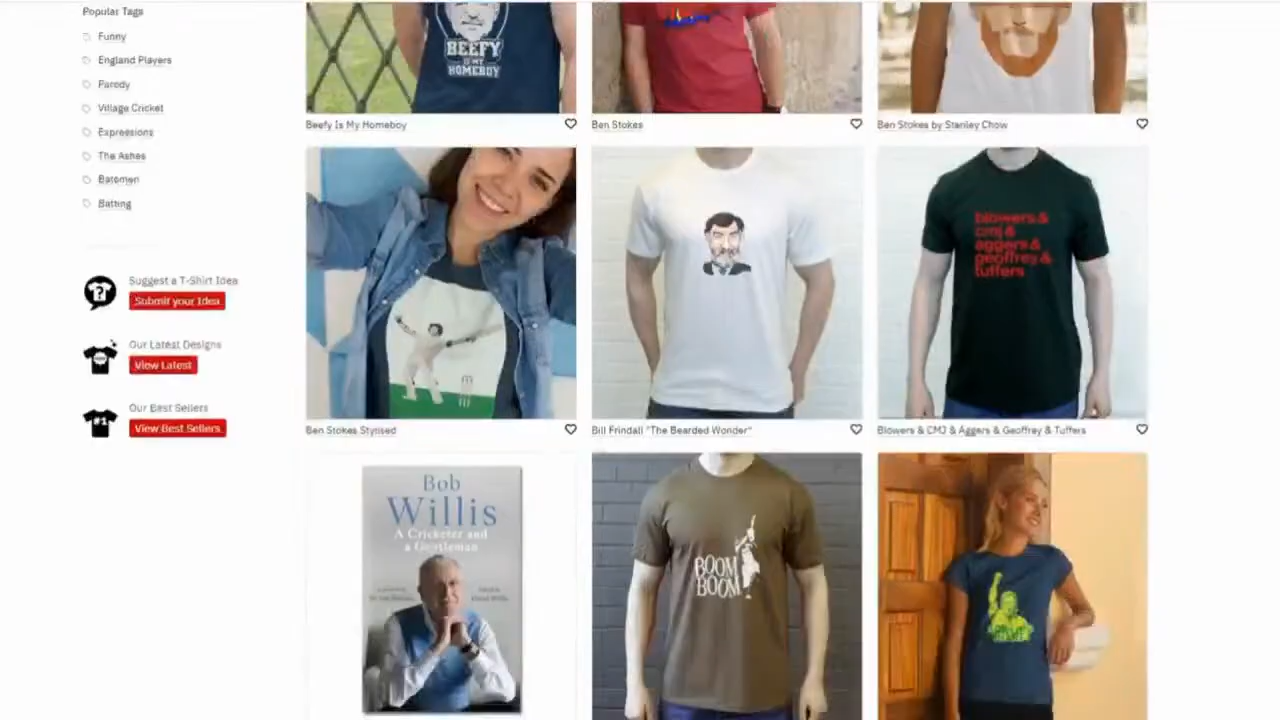 Popular Tags
Funny
England Players
Parody
Village Cricket
Expressions
The Ashes
Batsmen
Batting
Suggest a T-Shirt Idea
Submit your Idea
Our Latest Designs
View Latest
Our Best Sellers
#1
View Best Sellers
BEEFY
IS MY
HOMEBOY
Beefy Is My Homeboy
Ben Stokes
Ben Stokes by Stanley Chow
blowers &
cmj &
aggers &
geoffrey &
tuffers
Ben Stokes Stylised
Bill Frindall "The Bearded Wonder"
Blowers & CMJ & Aggers & Geoffrey & Tuffers
Bob
Willis
A Cricketer and
a Gentleman
BOOM
BOOM